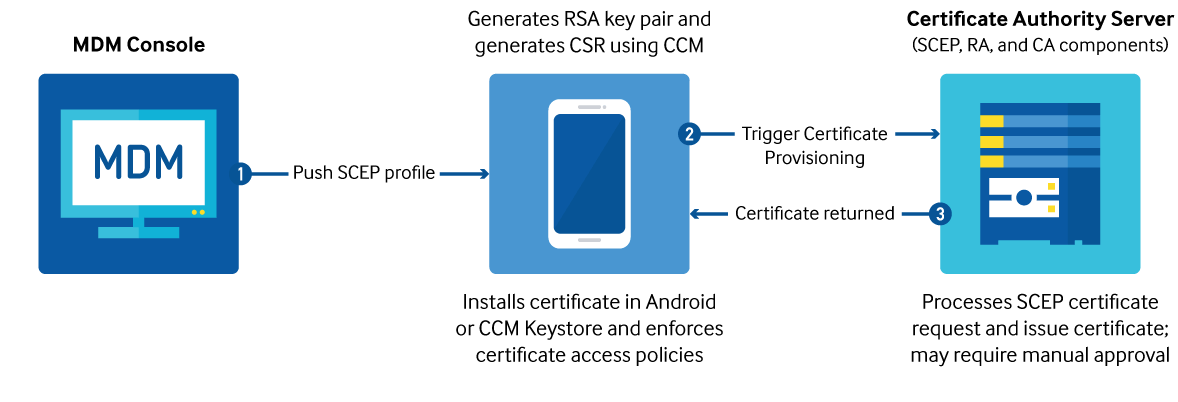 MDM Console
MDM
1
Push SCEP profile
Generates RSA key pair and
generates CSR using CCM
Installs certificate in Android
or CCM Keystore and enforces
certificate access policies
2
Trigger Certificate
Provisioning
Certificate returned
3
Certificate Authority Server
(SCEP, RA, and CA components)
Processes SCEP certificate
request and issue certificate;
may require manual approval